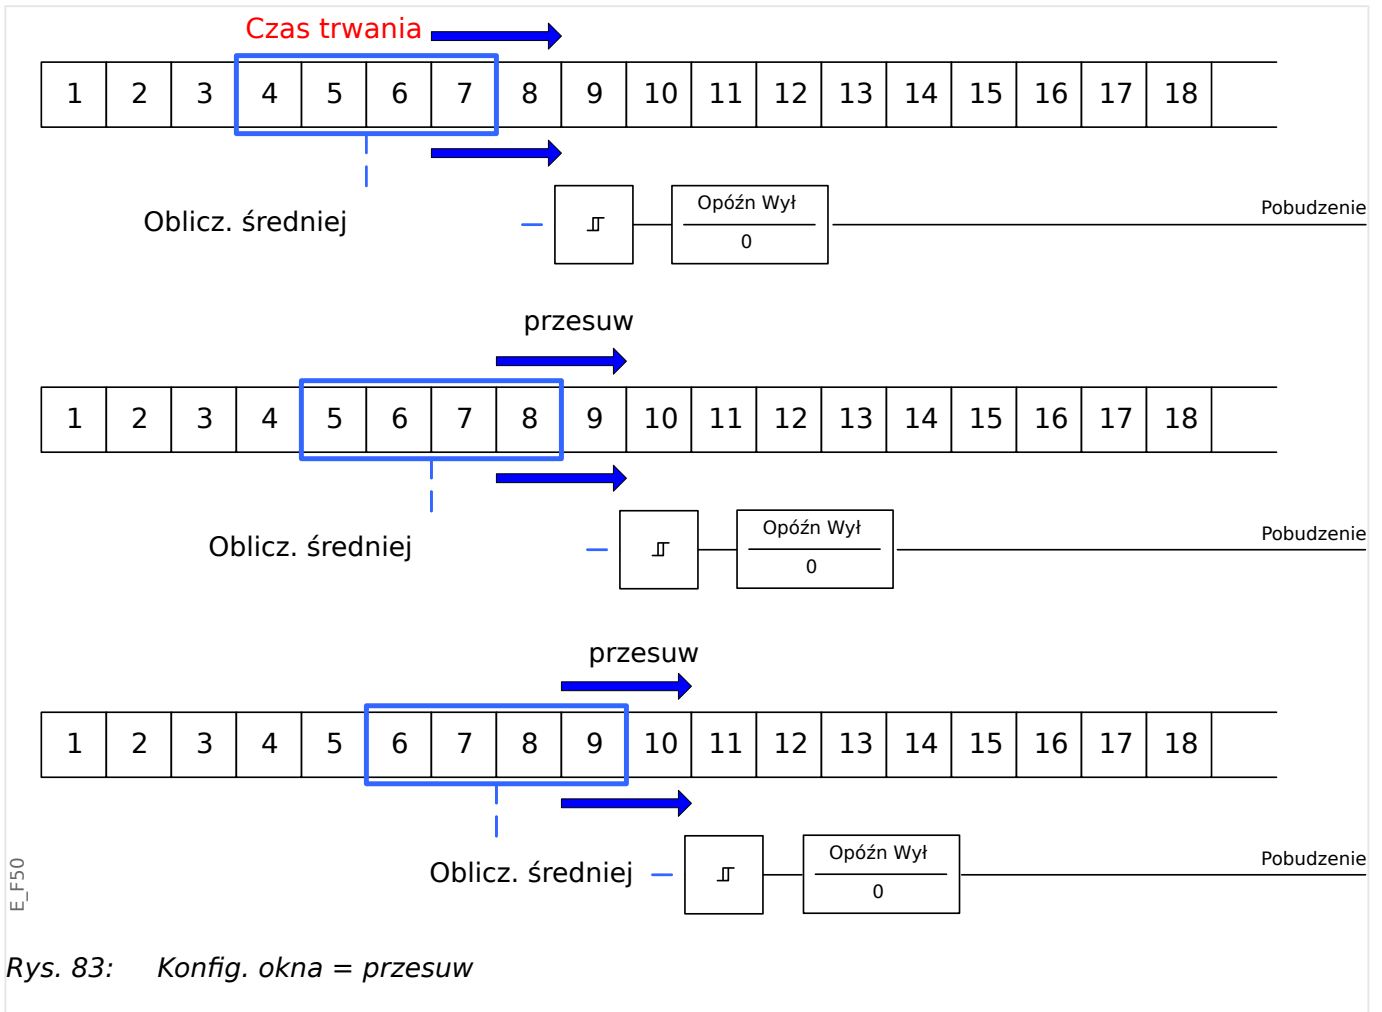 Czas trwania
1 2 3 4 5 6 7 8 9 10 11 12 13 14 15 16 17 18
Oblicz. średniej
Opóźn Wył
0
Pobudzenie
przesuw
1 2 3 4 5 6 7 8 9 10 11 12 13 14 15 16 17 18
Oblicz. średniej
Opóźn Wył
0
Pobudzenie
przesuw
1 2 3 4 5 6 7 8 9 10 11 12 13 14 15 16 17 18
Oblicz. średniej
Opóźn Wył
0
Pobudzenie
E_F50
Rys. 83: Konfig. okna = przesuw